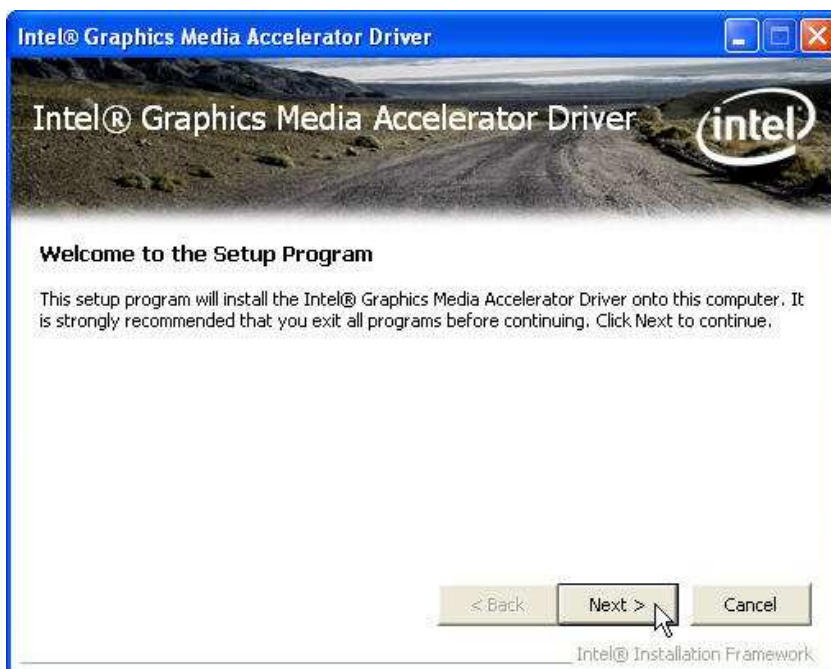 Intel® Graphics Media Accelerator Driver
Intel® Graphics Media Accelerator Driver
intel
Welcome to the Setup Program
This setup program will install the Intel® Graphics Media Accelerator Driver onto this computer. It
is strongly recommended that you exit all programs before continuing. Click Next to continue.
< Back
Next >
Cancel
Intel® Installation Framework